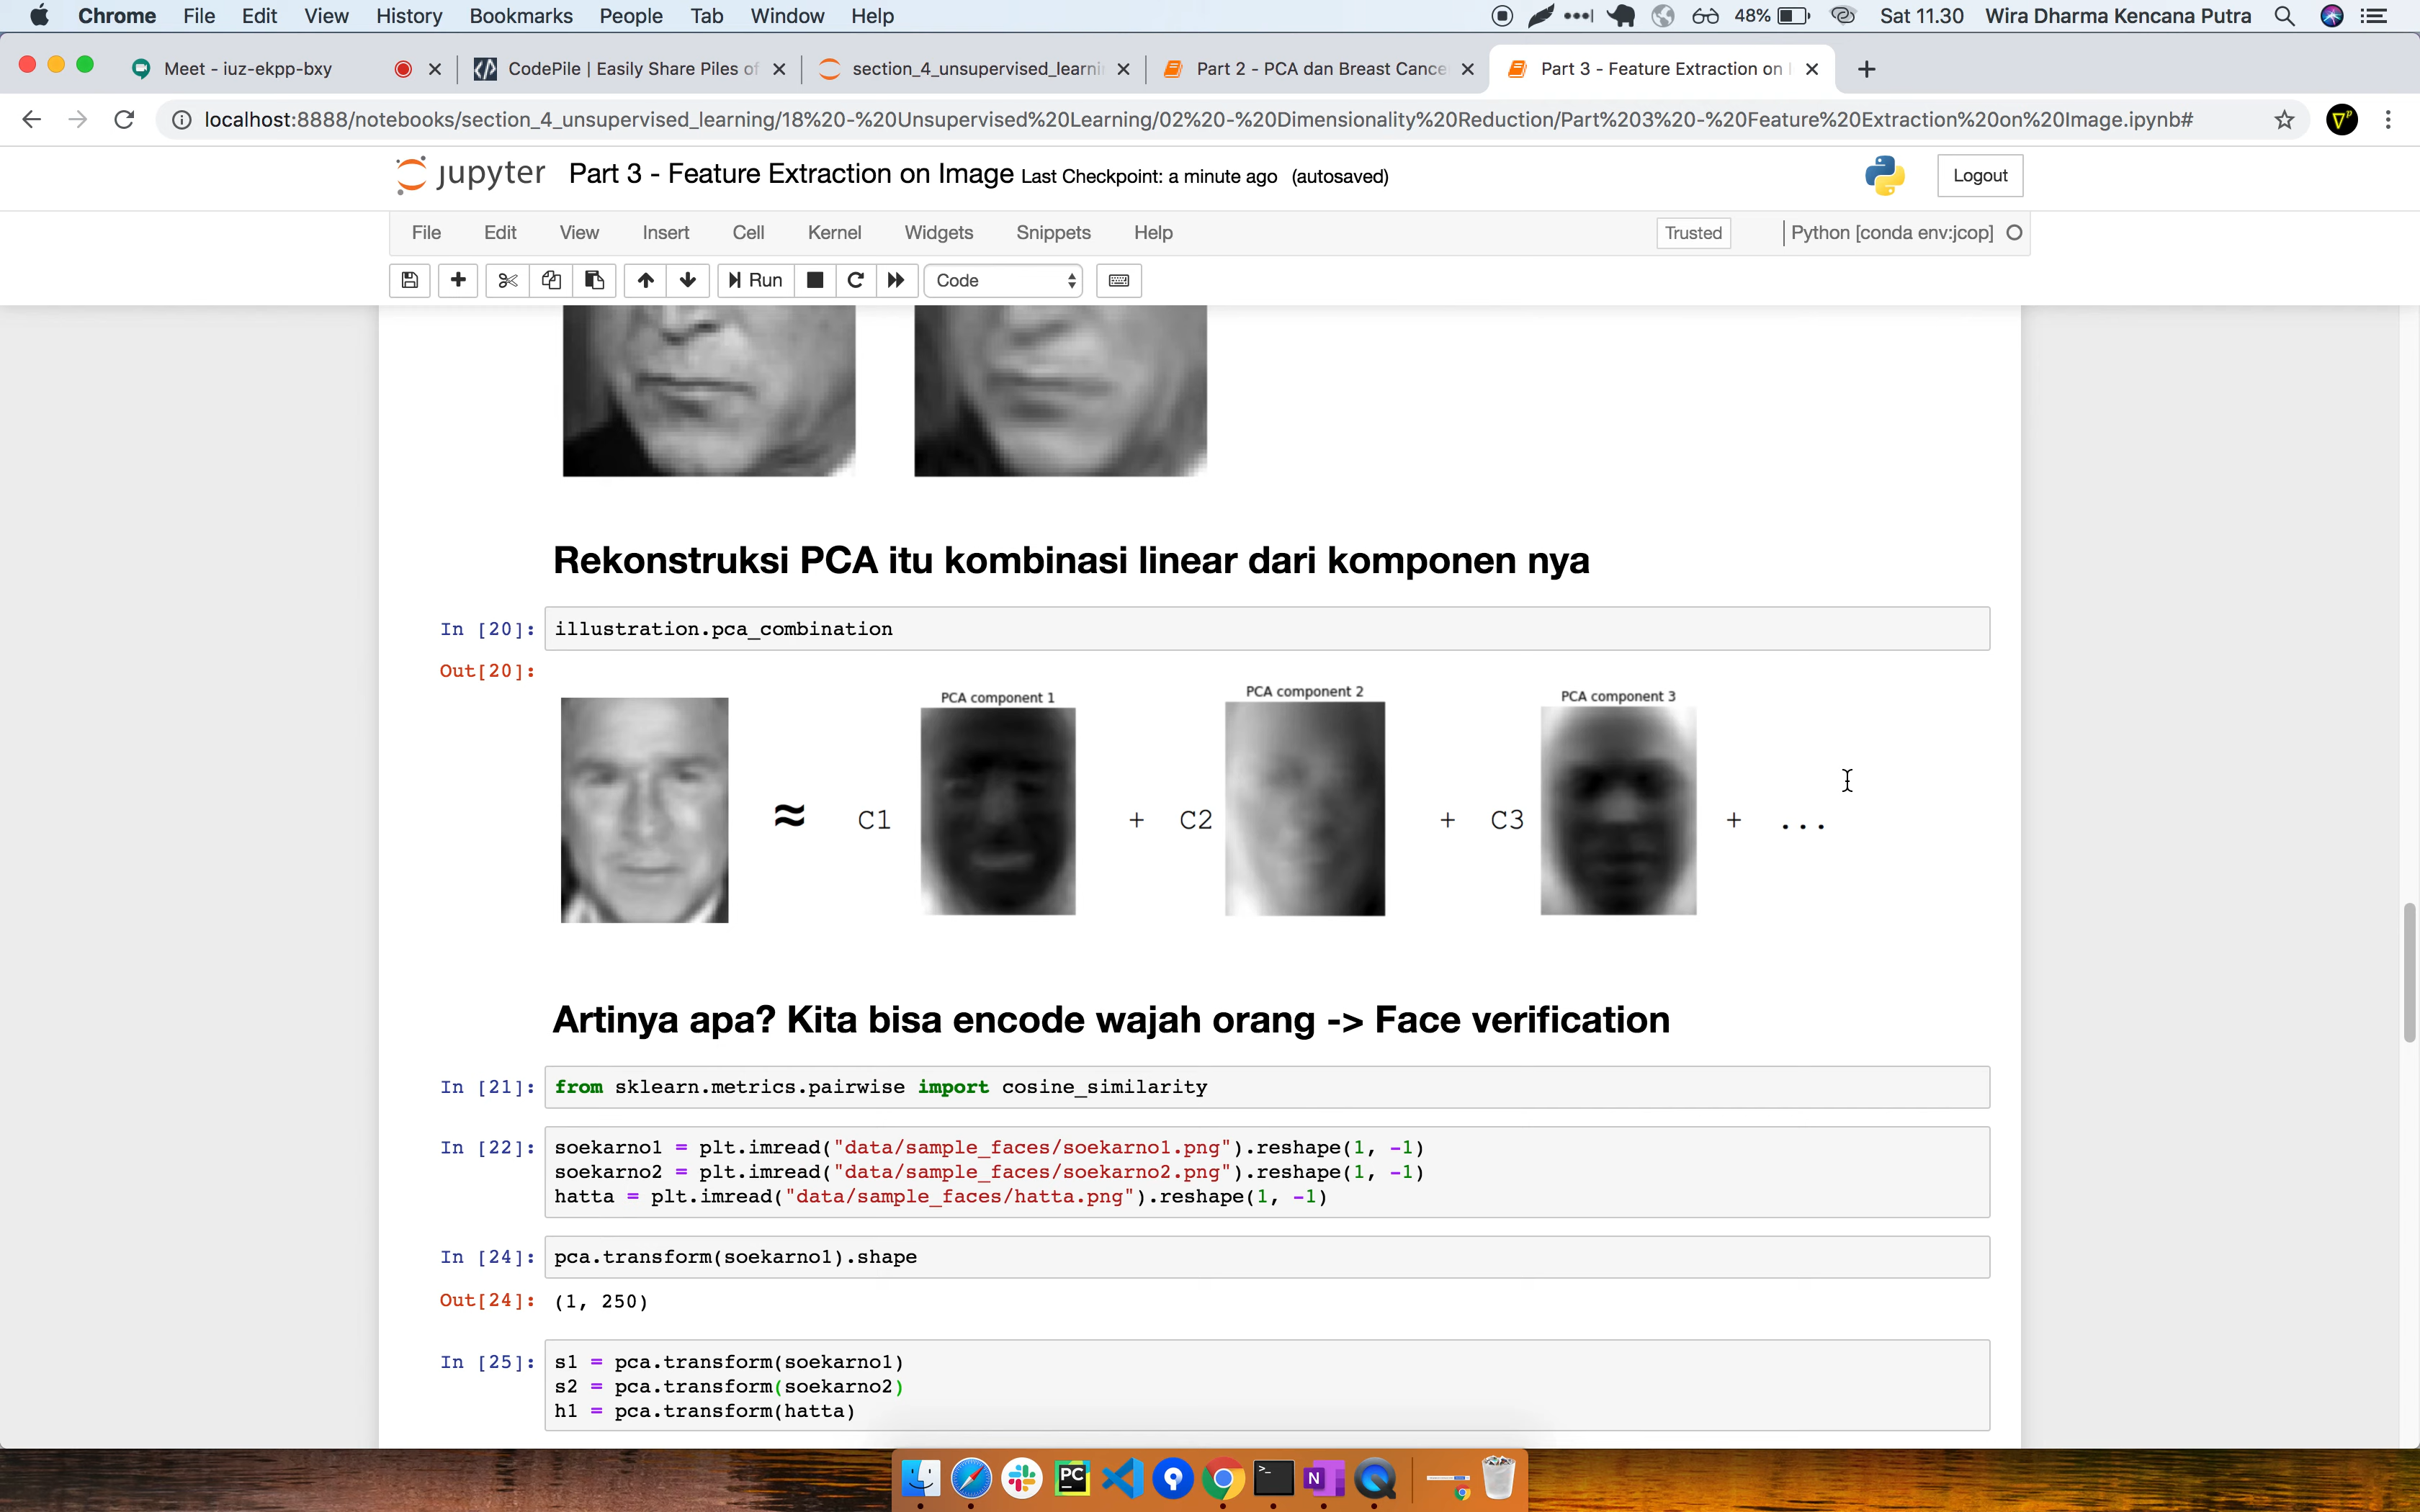 Chrome File Edit View History Bookmarks People Tab Window Help 48% Sat 11.30 Wira Dharma Kencana Putra
Meet - iuz-ekpp-bxy
CodePile | Easily Share Piles of
section_4_unsupervised_learni
Part 2 - PCA dan Breast Cance
Part 3 - Feature Extraction on
localhost:8888/notebooks/section_4_unsupervised_learning/18%20-%20Unsupervised%20Learning/02%20-%20Dimensionality%20Reduction/Part%203%20-%20Feature%20Extraction%20on%20Image.ipynb#
jupyter Part 3 - Feature Extraction on Image Last Checkpoint: a minute ago (autosaved)
Logout
File Edit View Insert Cell Kernel Widgets Snippets Help
Trusted
Python [conda env:jcop]
Run
Code
Rekonstruksi PCA itu kombinasi linear dari komponen nya
In [20]: illustration.pca_combination
Out[20]:
PCA component 1
PCA component 2
PCA component 3
≈ C1 + C2 + C3 + ...
Artinya apa? Kita bisa encode wajah orang -> Face verification
In [21]: from sklearn.metrics.pairwise import cosine_similarity
In [22]: soekarno1 = plt.imread("data/sample_faces/soekarno1.png").reshape(1, -1)
soekarno2 = plt.imread("data/sample_faces/soekarno2.png").reshape(1, -1)
hatta = plt.imread("data/sample_faces/hatta.png").reshape(1, -1)
In [24]: pca.transform(soekarno1).shape
Out[24]: (1, 250)
In [25]: s1 = pca.transform(soekarno1)
s2 = pca.transform(soekarno2)
h1 = pca.transform(hatta)
PC
N